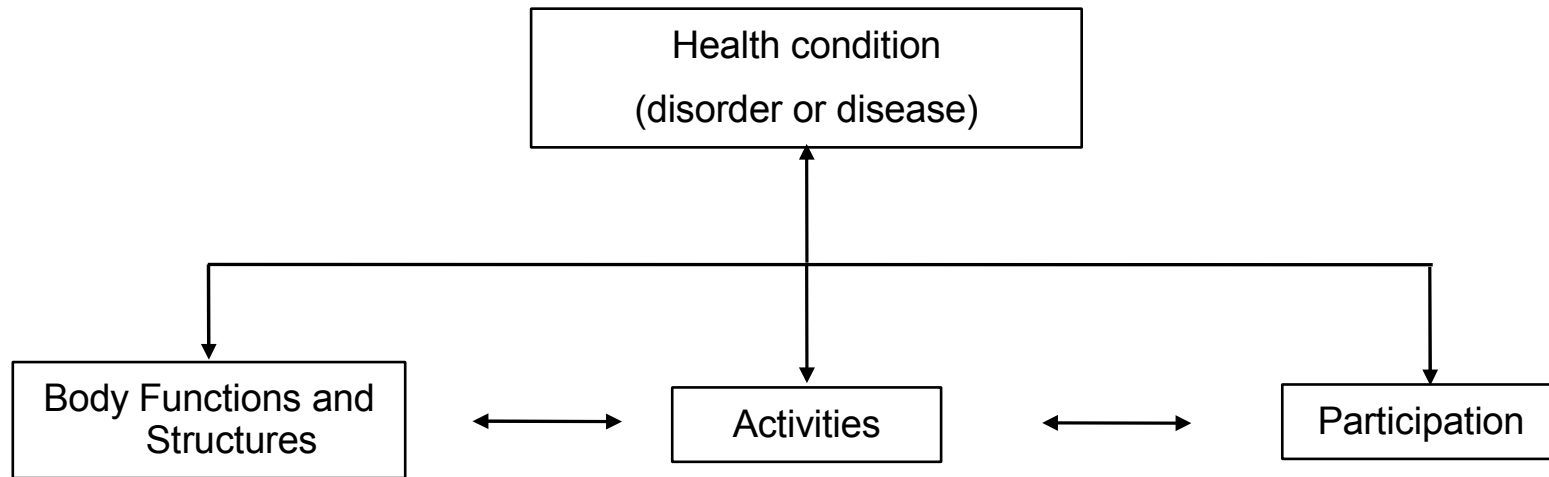 Health condition
(disorder or disease)
Body Functions and
Structures
Activities
Participation